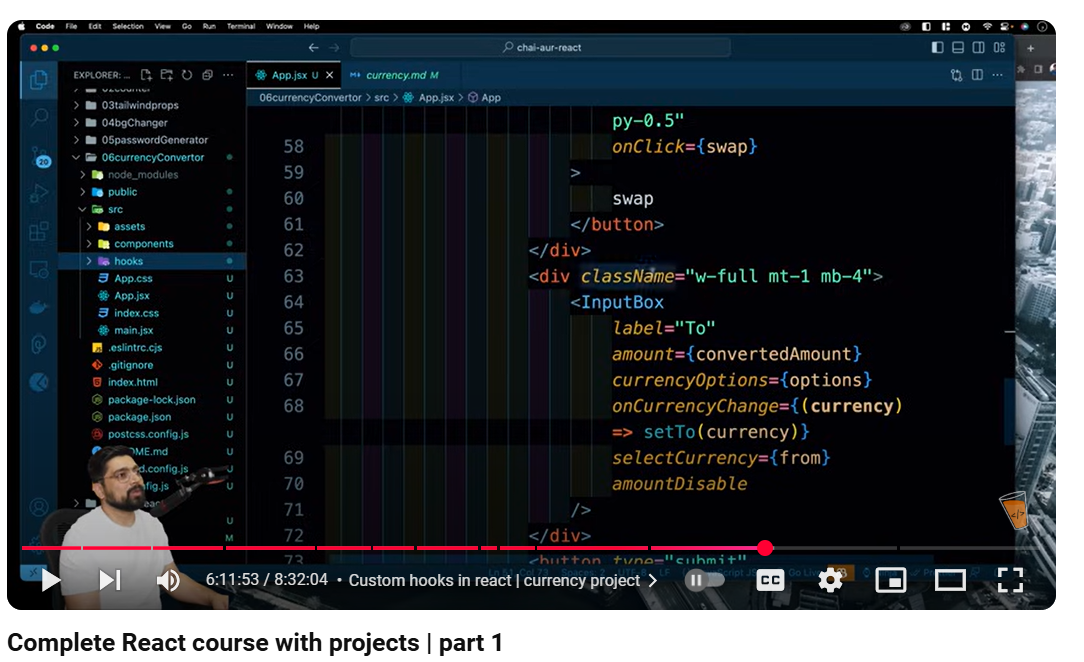 Code File Edit Selection View Go Run Terminal Window Help
chai-aur-react
EXPLORER: ...
App.jsx U
currency.md M
06currencyConvertor > src > App.jsx > App
03tailwindprops
04bgChanger
05passwordGenerator
06currencyConvertor
node_modules
public
src
assets
components
hooks
App.css U
App.jsx U
index.css U
main.jsx U
.eslintrc.cjs U
.gitignore U
index.html U
package-lock.json U
package.json U
postcss.config.js U
ME.md U
config.js U
fig.js U
U
M
20
py-0.5"
58 onClick={swap}
59 >
60 swap
61 </button>
62 </div>
63 <div className="w-full mt-1 mb-4">
64 <InputBox
65 label="To"
66 amount={convertedAmount}
67 currencyOptions={options}
68 onCurrencyChange={(currency)
=> setTo(currency)}
69 selectCurrency={from}
70 amountDisable
71 />
72 </div>
73 <button type="submit"
6:11:53 / 8:32:04 • Custom hooks in react | currency project
CC
Complete React course with projects | part 1